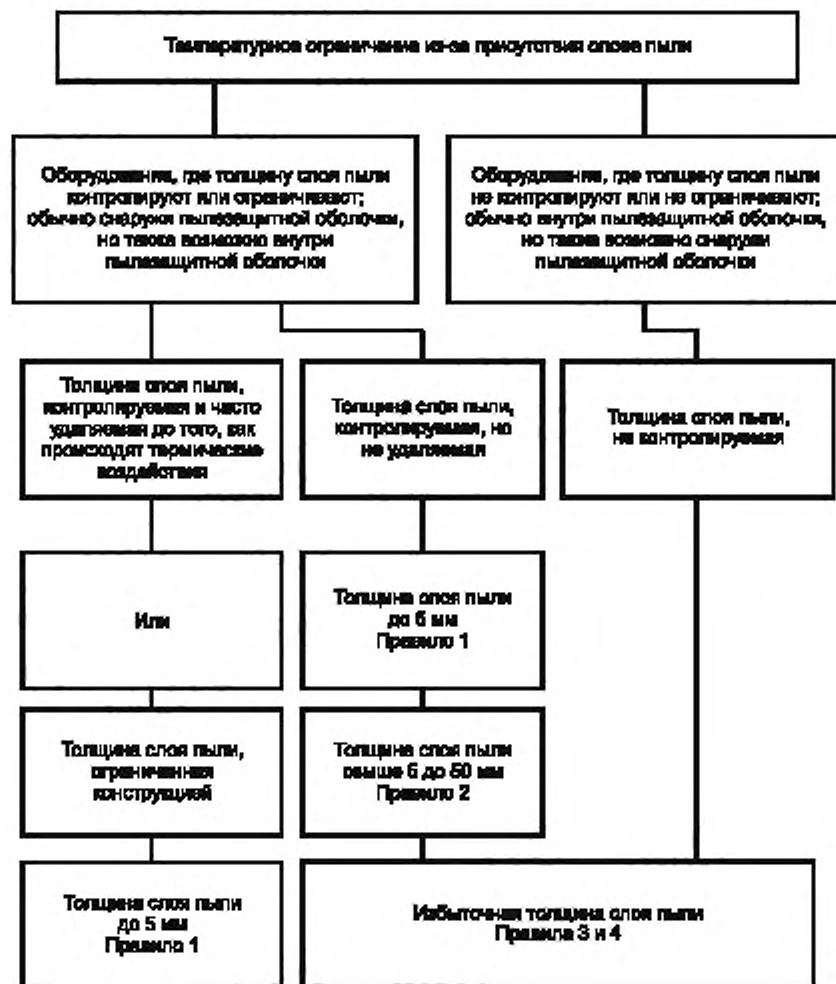 Температурное ограничение из-за присутствия слоев пыли
Оборудование, где толщину слоя пыли
контролируют или ограничивают;
обычно снаружи пылезащитной оболочки,
но также возможно внутри
пылезащитной оболочки
Оборудование, где толщину слоя пыли
не контролируют или не ограничивают;
обычно внутри пылезащитной оболочки,
но также возможно снаружи
пылезащитной оболочки
Толщина слоя пыли,
контролируемая и часто
удаляемая до того, как
происходят термические
воздействия
Толщина слоя пыли,
контролируемая, но
не удаляемая
Толщина слоя пыли,
не контролируемая
Или
Толщина слоя пыли
до 5 мм
Правило 1
Толщина слоя пыли,
ограниченная
конструкцией
Толщина слоя пыли
свыше 5 до 50 мм
Правило 2
Толщина слоя пыли
до 5 мм
Правило 1
Избыточная толщина слоя пыли
Правила 3 и 4